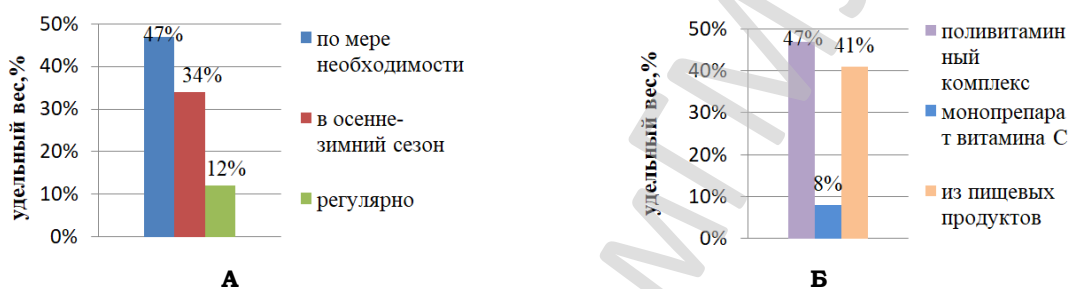 удельный вес,%
50%
40%
30%
20%
10%
0%
47%
34%
12%
по мере
необходимости
в осенне-
зимний сезон
регулярно
А
удельный вес,%
50%
40%
30%
20%
10%
0%
47%
8%
41%
поливитамин
ный
комплекс
монопрепара
т витамина С
из пищевых
продуктов
Б